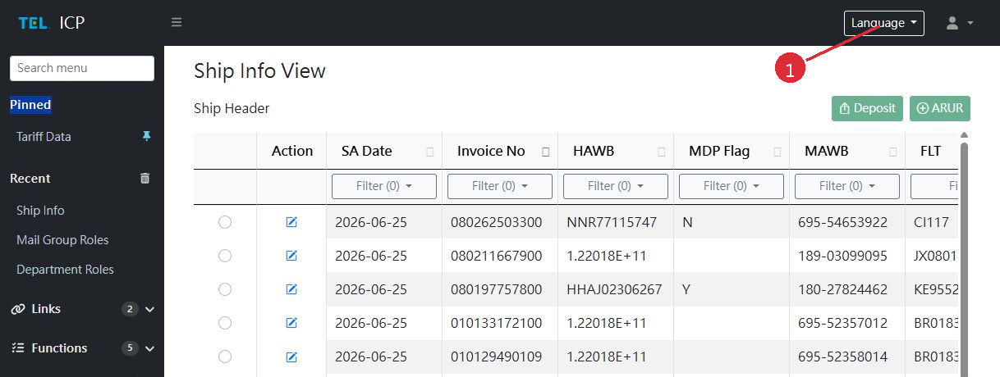 TEL ICP
Language
1
Search menu
Pinned
Tariff Data
Recent
Ship Info
Mail Group Roles
Department Roles
Links 2
Functions 5
Ship Info View
Ship Header
Deposit ARUR
Action SA Date Invoice No HAWB MDP Flag MAWB FLT
Filter (0) Filter (0) Filter (0) Filter (0) Filter (0) Fi
2026-06-25 080262503300 NNR77115747 N 695-54653922 CI117
2026-06-25 080211667900 1.22018E+11 189-03099095 JX0801
2026-06-25 080197757800 HHAJ02306267 Y 180-27824462 KE9552
2026-06-25 010133172100 1.22018E+11 695-52357012 BR0183
2026-06-25 010129490109 1.22018E+11 695-52358014 BR0183